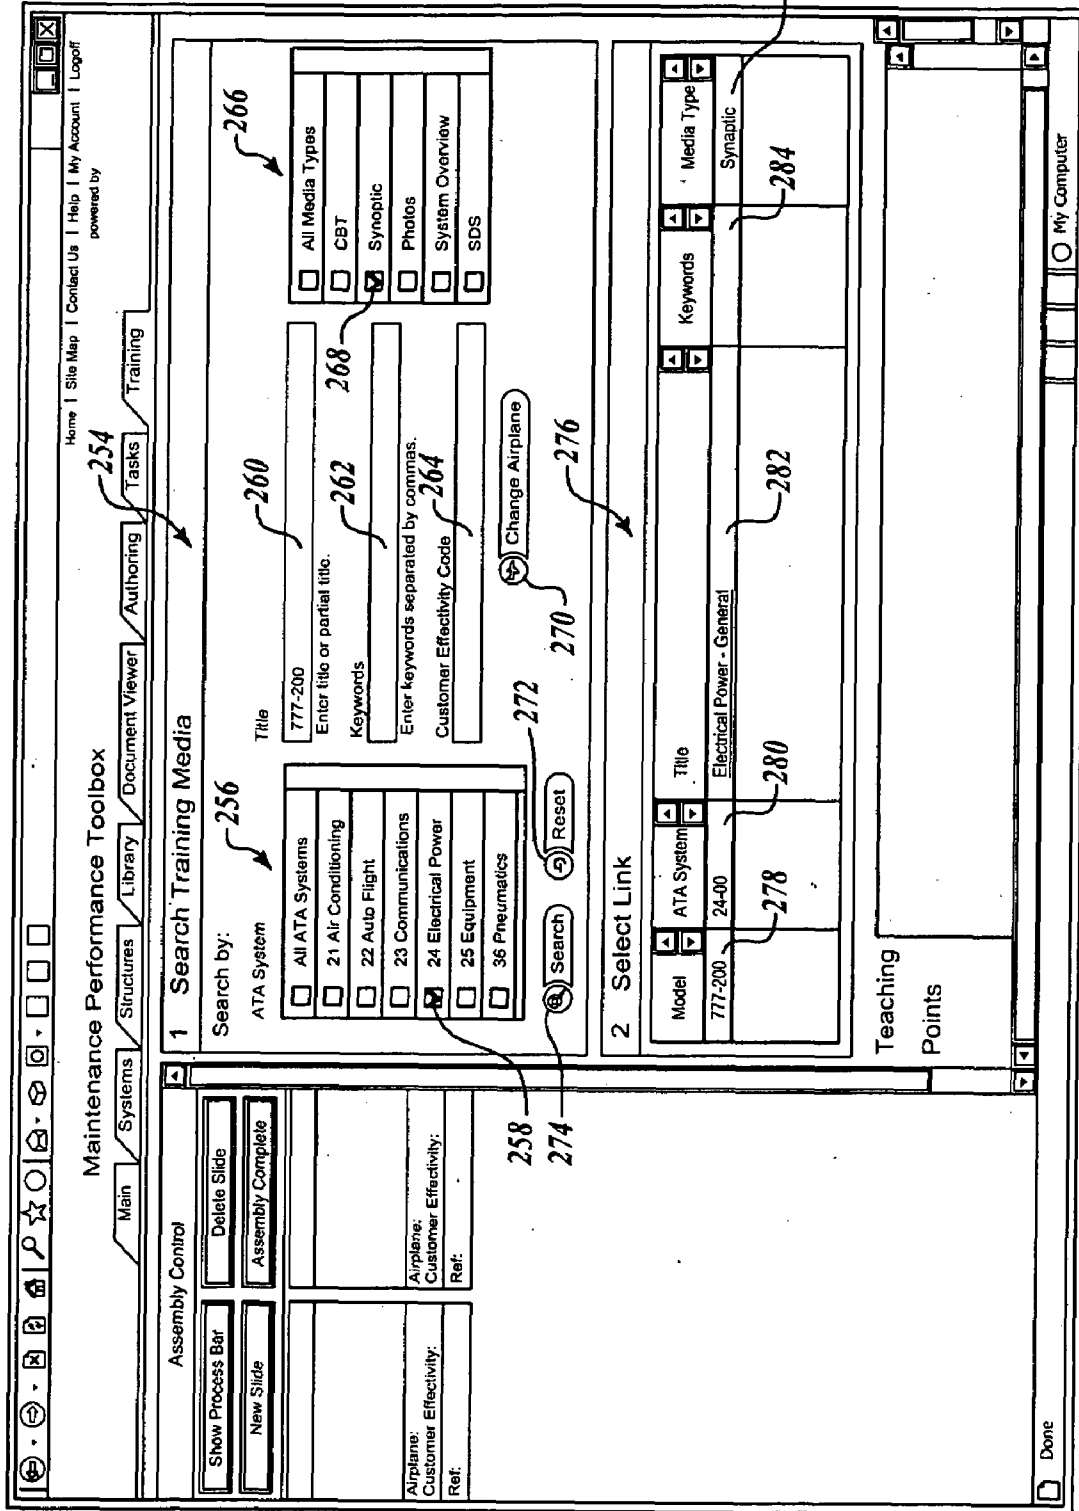 Home | Site Map | Contact Us | Help | My Account | Logoff
powered by
Maintenance Performance Toolbox
Main
Systems
Structures
Library
Document Viewer
Authoring
Tasks
Training
254
Assembly Control
Show Process Bar
Delete Slide
New Slide
Assembly Complete
Airplane:
Customer Effectivity:
Ref:
Airplane:
Customer Effectivity:
Ref:
1 Search Training Media
Search by:
256
ATA System
All ATA Systems
21 Air Conditioning
22 Auto Flight
23 Communications
24 Electrical Power
25 Equipment
36 Pneumatics
258
274
Search
272
Reset
Title
260
777-200
Enter title or partial title.
Keywords
262
Enter keywords separated by commas.
Customer Effectivity Code
264
270
Change Airplane
266
All Media Types
CBT
Synoptic
Photos
System Overview
SDS
268
276
2 Select Link
Model
ATA System
Title
Keywords
Media Type
777-200
24-00
Electrical Power - General
Synaptic
278
280
282
284
Teaching
Points
Done
My Computer